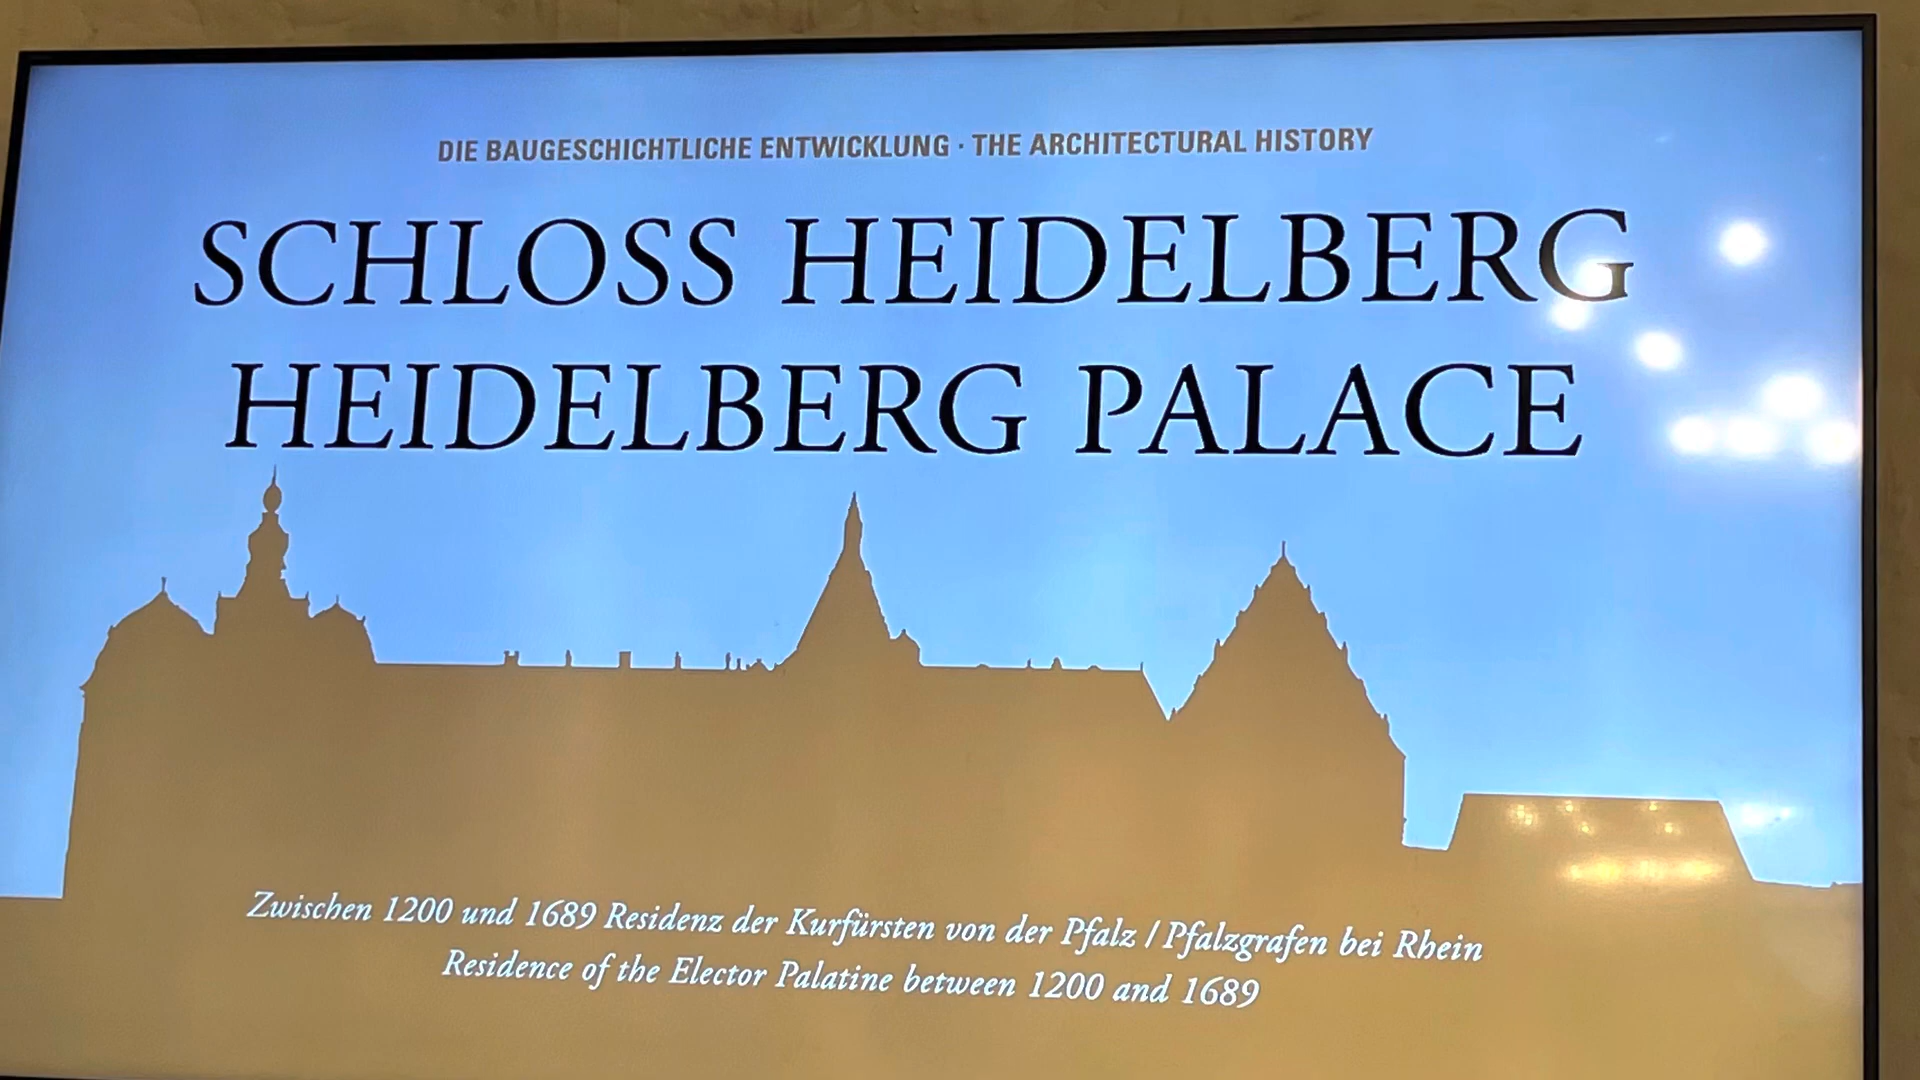 DIE BAUGESCHICHTLICHE ENTWICKLUNG · THE ARCHITECTURAL HISTORY
SCHLOSS HEIDELBERG
HEIDELBERG PALACE
Zwischen 1200 und 1689 Residenz der Kurfürsten von der Pfalz / Pfalzgrafen bei Rhein
Residence of the Elector Palatine between 1200 and 1689